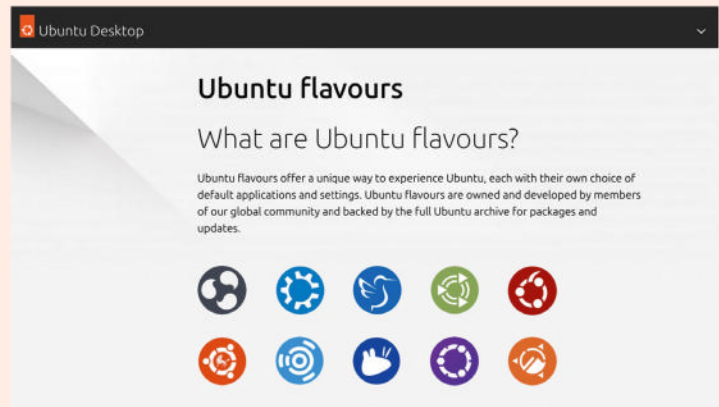 Ubuntu Desktop
Ubuntu flavours
What are Ubuntu flavours?
Ubuntu flavours offer a unique way to experience Ubuntu, each with their own choice of
default applications and settings. Ubuntu flavours are owned and developed by members
of our global community and backed by the full Ubuntu archive for packages and
updates.